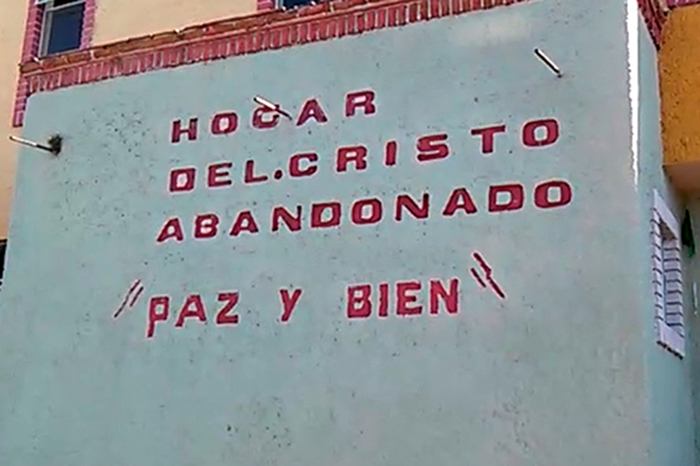 HOGAR
DEL.CRISTO
ABANDONADO
"PAZ Y BIEN"